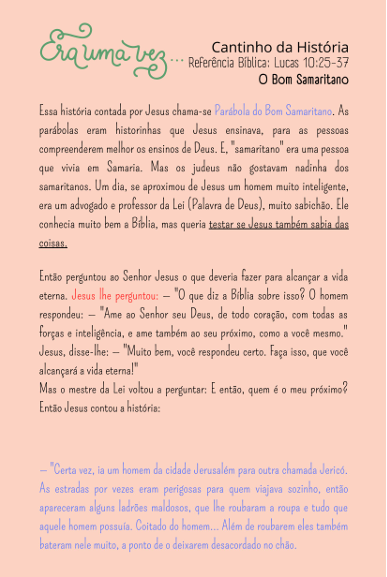 Era uma vez...
Cantinho da História
Referência Bíblica: Lucas 10:25-37
O Bom Samaritano
Essa história contada por Jesus chama-se Parábola do Bom Samaritano. As
parábolas eram historinhas que Jesus ensinava, para as pessoas
compreenderem melhor os ensinos de Deus. E, "samaritano" era uma pessoa
que vivia em Samaria. Mas os judeus não gostavam nadinha dos
samaritanos. Um dia, se aproximou de Jesus um homem muito inteligente,
era um advogado e professor da Lei (Palavra de Deus), muito sabichão. Ele
conhecia muito bem a Bíblia, mas queria testar se Jesus também sabia das
coisas.
Então perguntou ao Senhor Jesus o que deveria fazer para alcançar a vida
eterna. Jesus lhe perguntou: — "O que diz a Bíblia sobre isso? O homem
respondeu: — "Ame ao Senhor seu Deus, de todo coração, com todas as
forças e inteligência, e ame também ao seu próximo, como a você mesmo."
Jesus, disse-lhe: — "Muito bem, você respondeu certo. Faça isso, que você
alcançará a vida eterna!"
Mas o mestre da Lei voltou a perguntar: E então, quem é o meu próximo?
Então Jesus contou a história:
— "Certa vez, ia um homem da cidade Jerusalém para outra chamada Jericó.
As estradas por vezes eram perigosas para quem viajava sozinho, então
apareceram alguns ladrões maldosos, que lhe roubaram a roupa e tudo que
aquele homem possuía. Coitado do homem... Além de roubarem eles também
bateram nele muito, a ponto de o deixarem desacordado no chão.